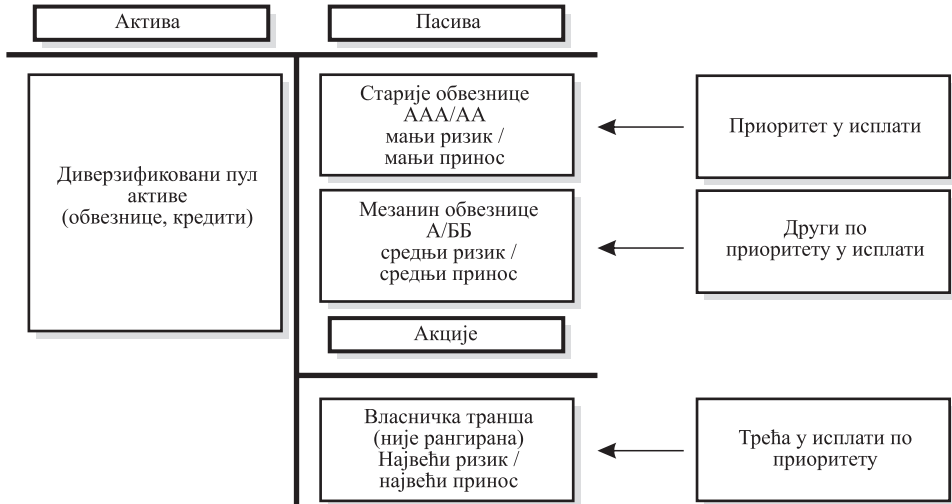 Актива
Пасива
Диверзификовани пул
активе
(обвезнице, кредити)
Старије обвезнице
ААА/АА
мањи ризик /
мањи принос
Приоритет у исплати
Мезанин обвезнице
А/ББ
средњи ризик /
средњи принос
Други по
приоритету у исплати
Акције
Власничка транша
(није рангирана)
Највећи ризик /
највећи принос
Трећа у исплати по
приоритету